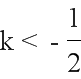 k < - 1/2